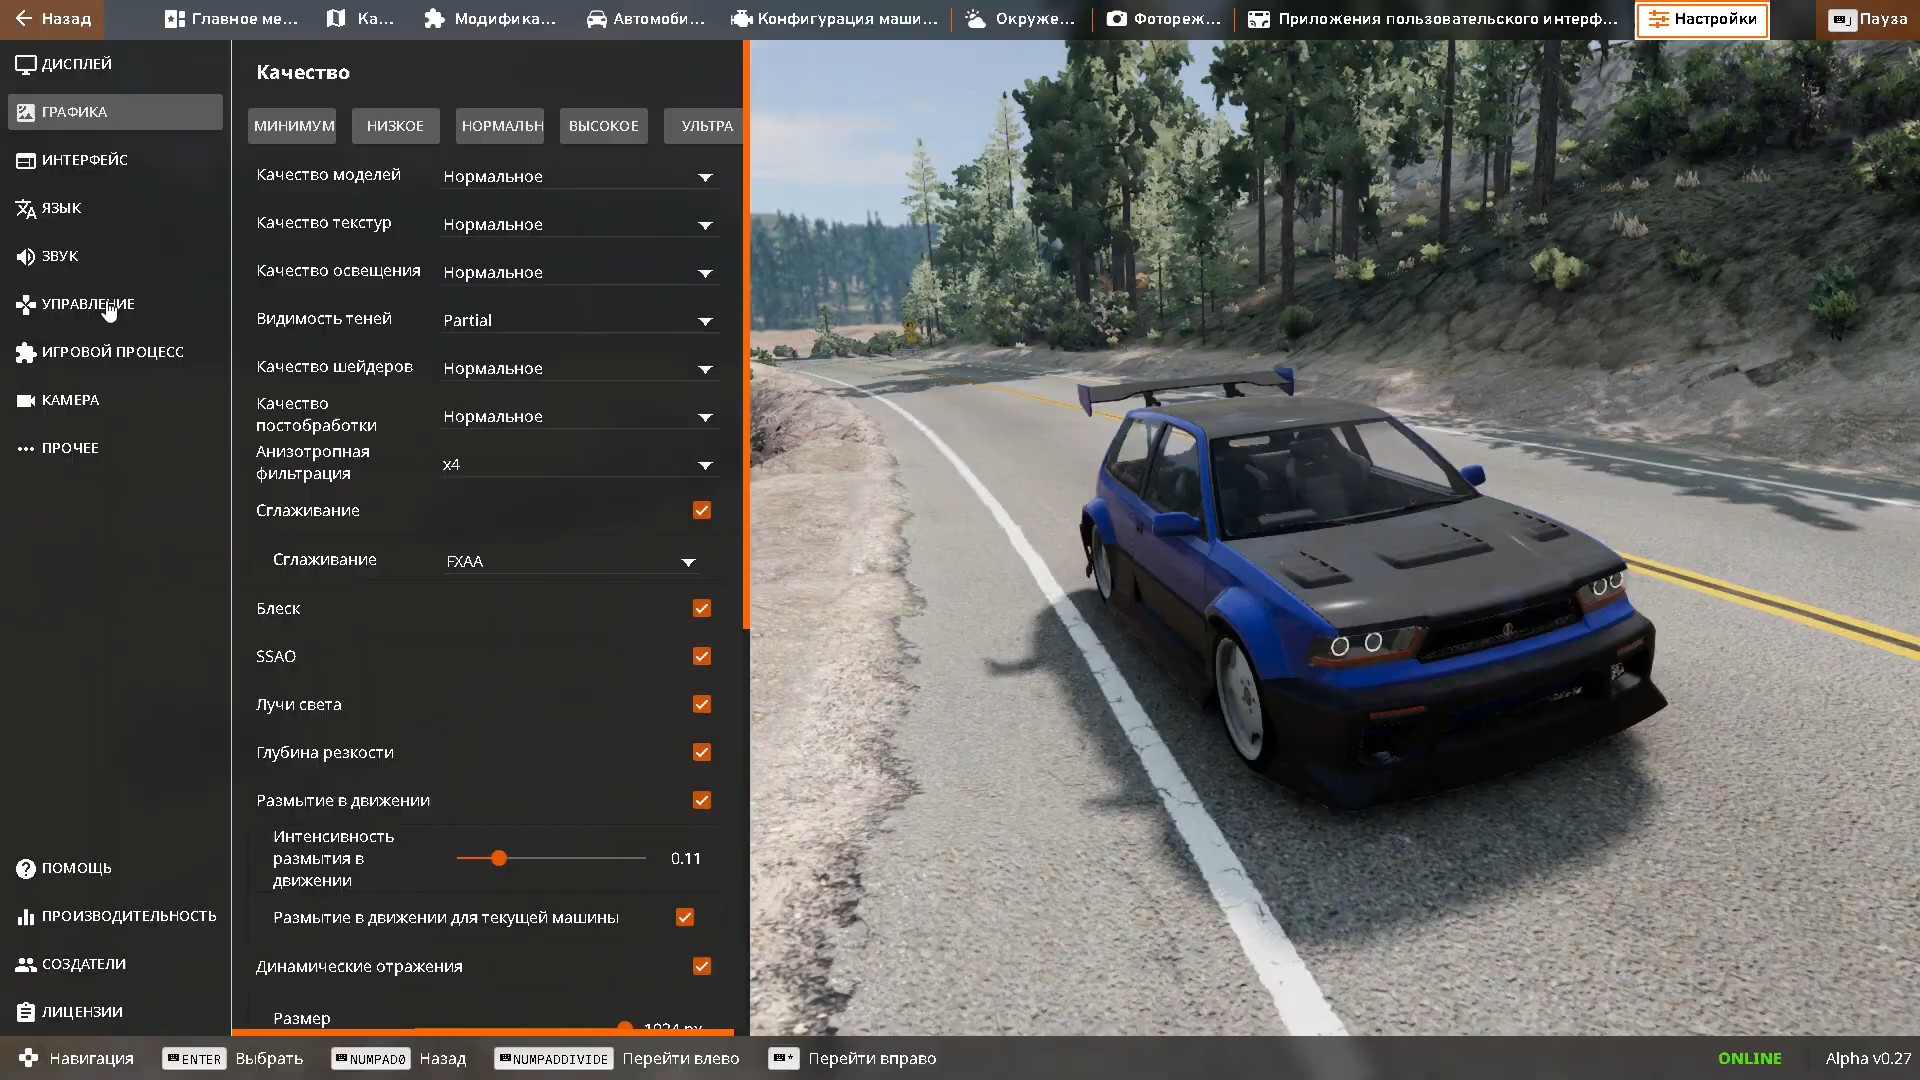 Назад
Главное ме...
Ка...
Модифика...
Автомоби...
Конфигурация маши...
Окруже...
Фотореж...
Приложения пользовательского интерф...
Настройки
Пауза
ДИСПЛЕЙ
ГРАФИКА
ИНТЕРФЕЙС
ЯЗЫК
ЗВУК
УПРАВЛЕНИЕ
ИГРОВОЙ ПРОЦЕСС
КАМЕРА
ПРОЧЕЕ
ПОМОЩЬ
ПРОИЗВОДИТЕЛЬНОСТЬ
СОЗДАТЕЛИ
ЛИЦЕНЗИИ
Качество
МИНИМУМ
НИЗКОЕ
НОРМАЛЬН
ВЫСОКОЕ
УЛЬТРА
Качество моделей
Нормальное
Качество текстур
Нормальное
Качество освещения
Нормальное
Видимость теней
Partial
Качество шейдеров
Нормальное
Качество
постобработки
Нормальное
Анизотропная
фильтрация
x4
Сглаживание
Сглаживание
FXAA
Блеск
SSAO
Лучи света
Глубина резкости
Размытие в движении
Интенсивность
размытия в
движении
0.11
Размытие в движении для текущей машины
Динамические отражения
Размер
1024 px
Навигация
ENTER
Выбрать
NUMPAD0
Назад
NUMPADDIVIDE
Перейти влево
*
Перейти вправо
ONLINE
Alpha v0.27